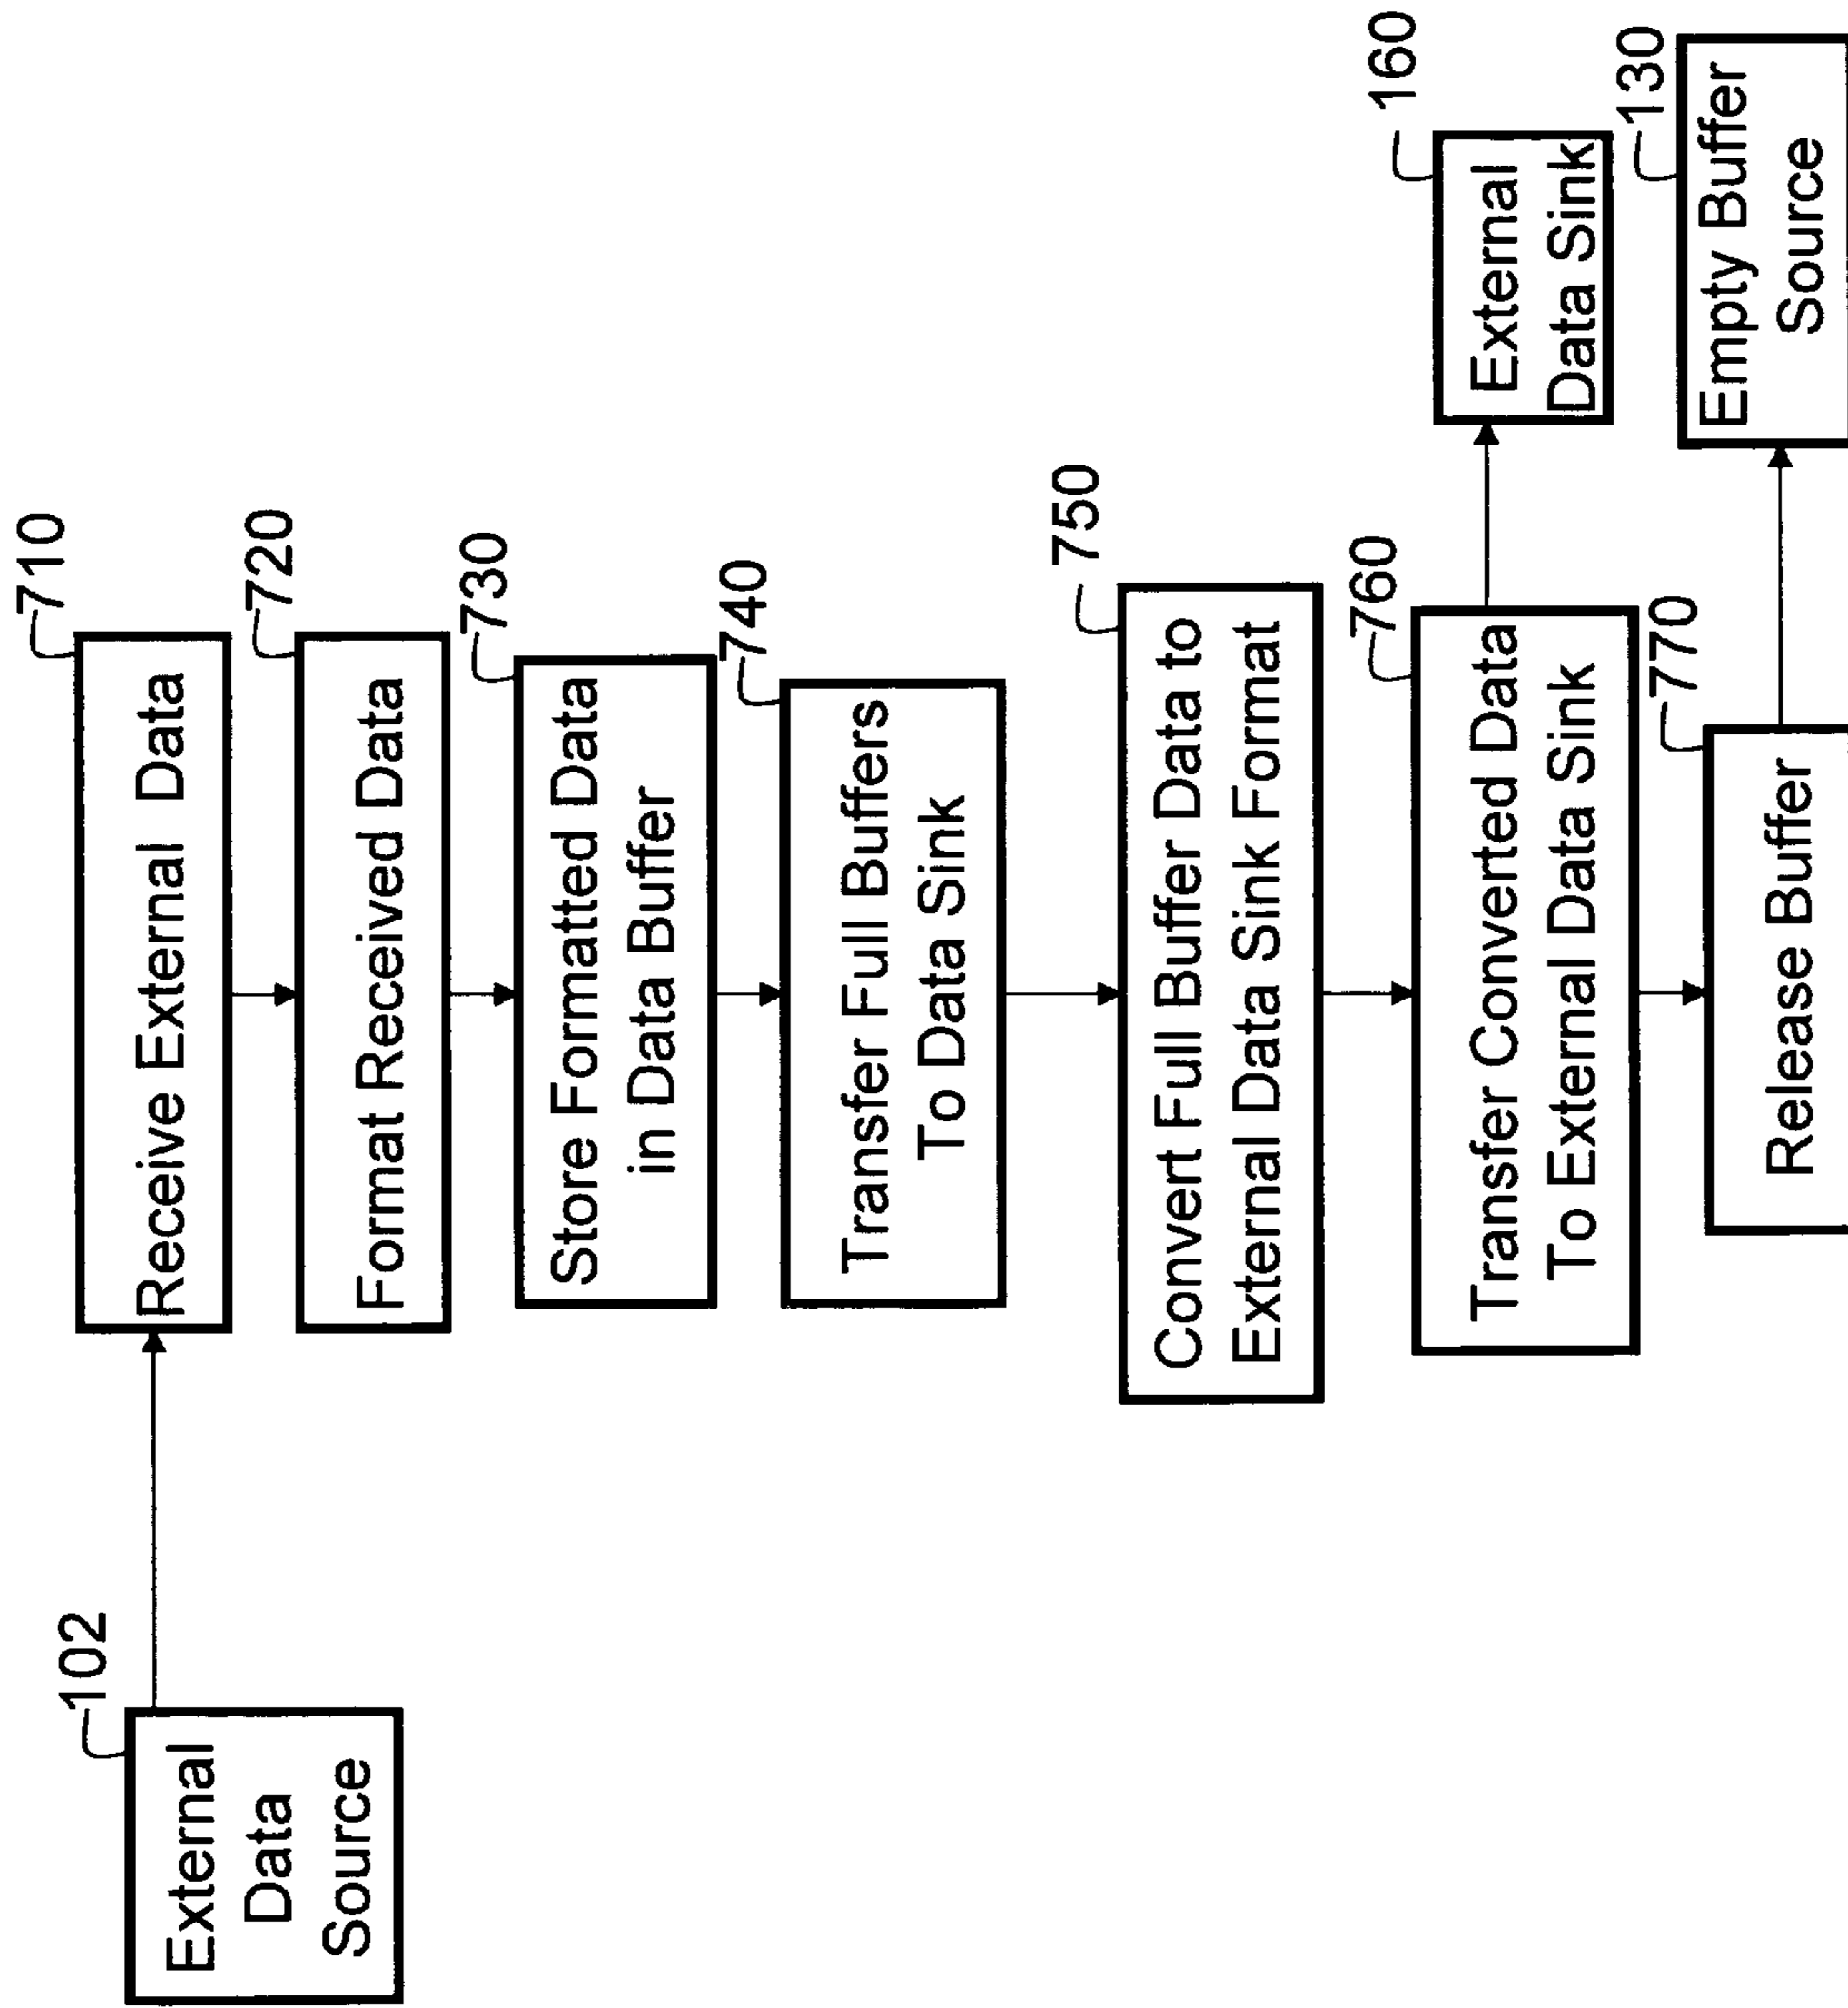 102
External
Data
Source
710
Receive External Data
720
Format Received Data
730
Store Formatted Data
in Data Buffer
740
Transfer Full Buffers
To Data Sink
750
Convert Full Buffer Data to
External Data Sink Format
760
Transfer Converted Data
To External Data Sink
160
External
Data Sink
770
Release Buffer
130
Empty Buffer
Source